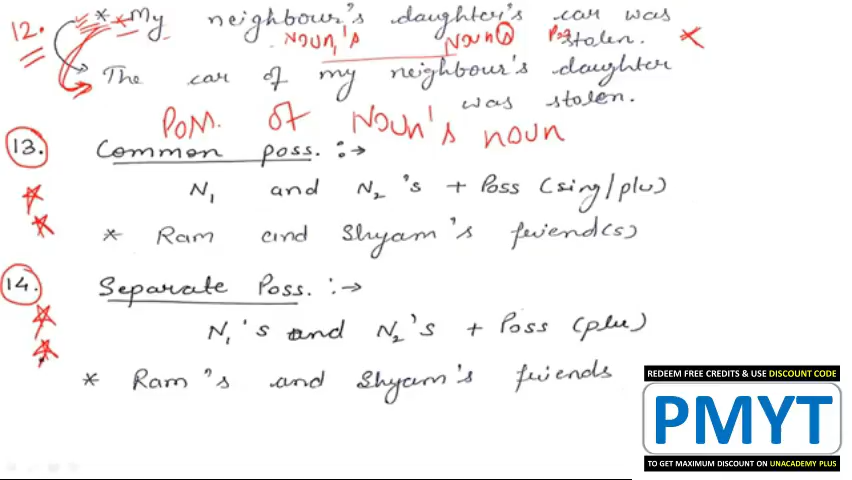 12. * My neighbour's daughter's car was
Noun,'s Noun Pos stolen.
The car of my neighbour's daughter
was stolen.
Pom. Of Noun's noun
13. Common poss. :→
N₁ and N₂'s + Poss (sing/plu)
* Ram and Shyam's friend(s)
14. Separate Poss. :→
N₁'s and N₂'s + Poss (plu)
* Ram's and Shyam's friends
REDEEM FREE CREDITS & USE DISCOUNT CODE
PMYT
TO GET MAXIMUM DISCOUNT ON UNACADEMY PLUS